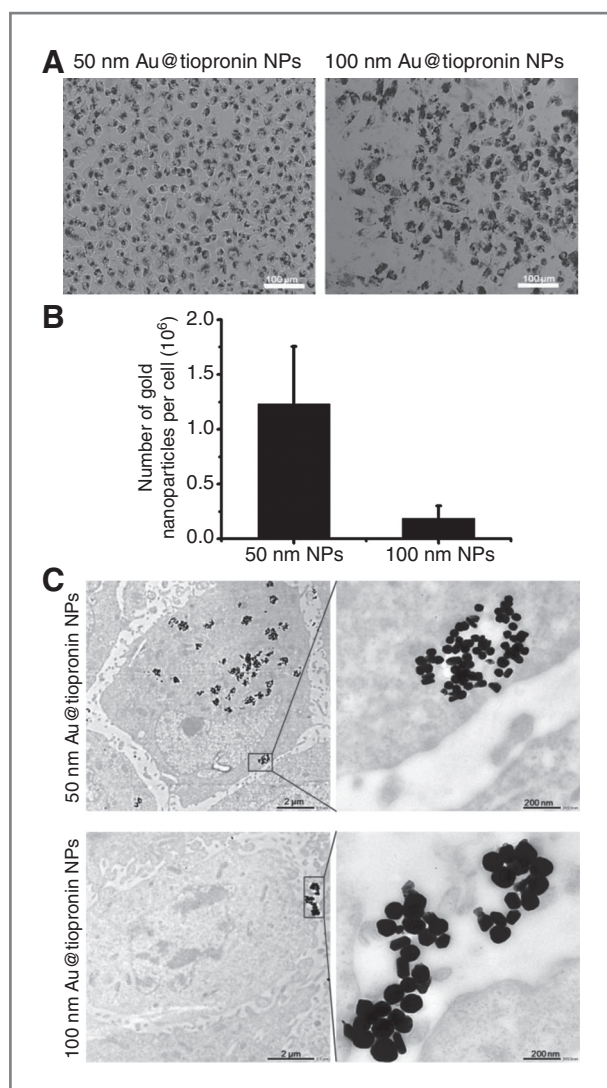 A 50 nm Au@tiopronin NPs 100 nm Au@tiopronin NPs
100 µm 100 µm
B
Number of gold
nanoparticles per cell (10⁶)
2.0
1.5
1.0
0.5
0.0
50 nm NPs 100 nm NPs
C
50 nm Au@tiopronin NPs
2 µm 200 nm
100 nm Au@tiopronin NPs
2 µm 200 nm